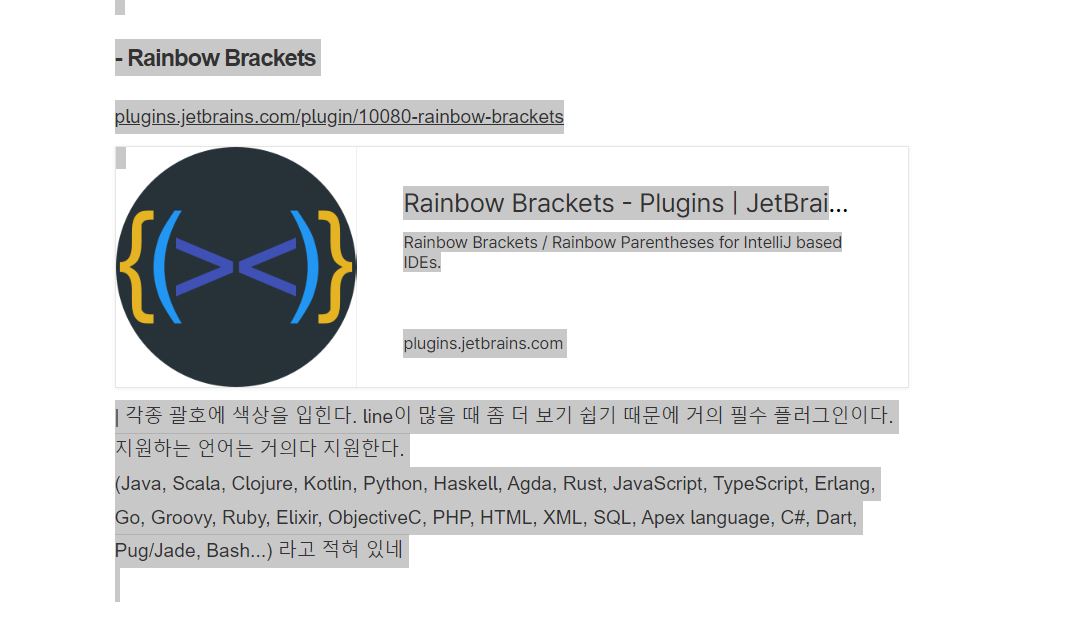 - Rainbow Brackets
plugins.jetbrains.com/plugin/10080-rainbow-brackets
{(><)}
Rainbow Brackets - Plugins | JetBrai...
Rainbow Brackets / Rainbow Parentheses for IntelliJ based
IDEs.
plugins.jetbrains.com
| 각종 괄호에 색상을 입힌다. line이 많을 때 좀 더 보기 쉽기 때문에 거의 필수 플러그인이다.
지원하는 언어는 거의다 지원한다.
(Java, Scala, Clojure, Kotlin, Python, Haskell, Agda, Rust, JavaScript, TypeScript, Erlang,
Go, Groovy, Ruby, Elixir, ObjectiveC, PHP, HTML, XML, SQL, Apex language, C#, Dart,
Pug/Jade, Bash...) 라고 적혀 있네